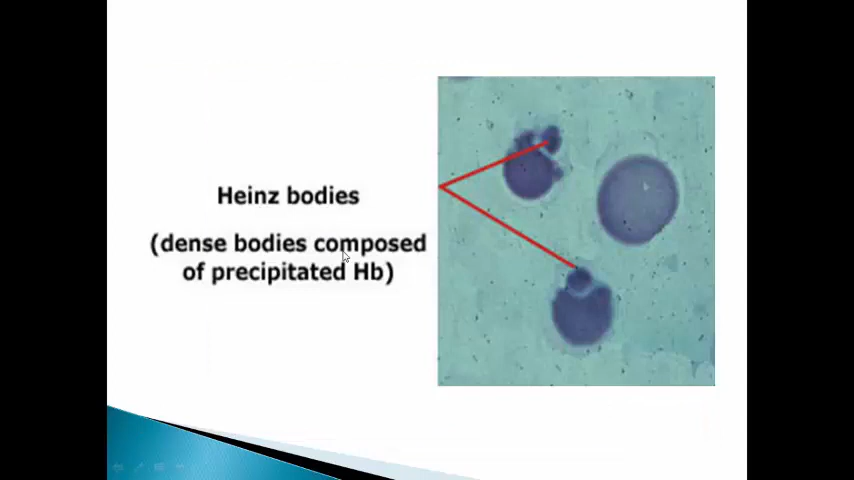 Heinz bodies
(dense bodies composed
of precipitated Hb)